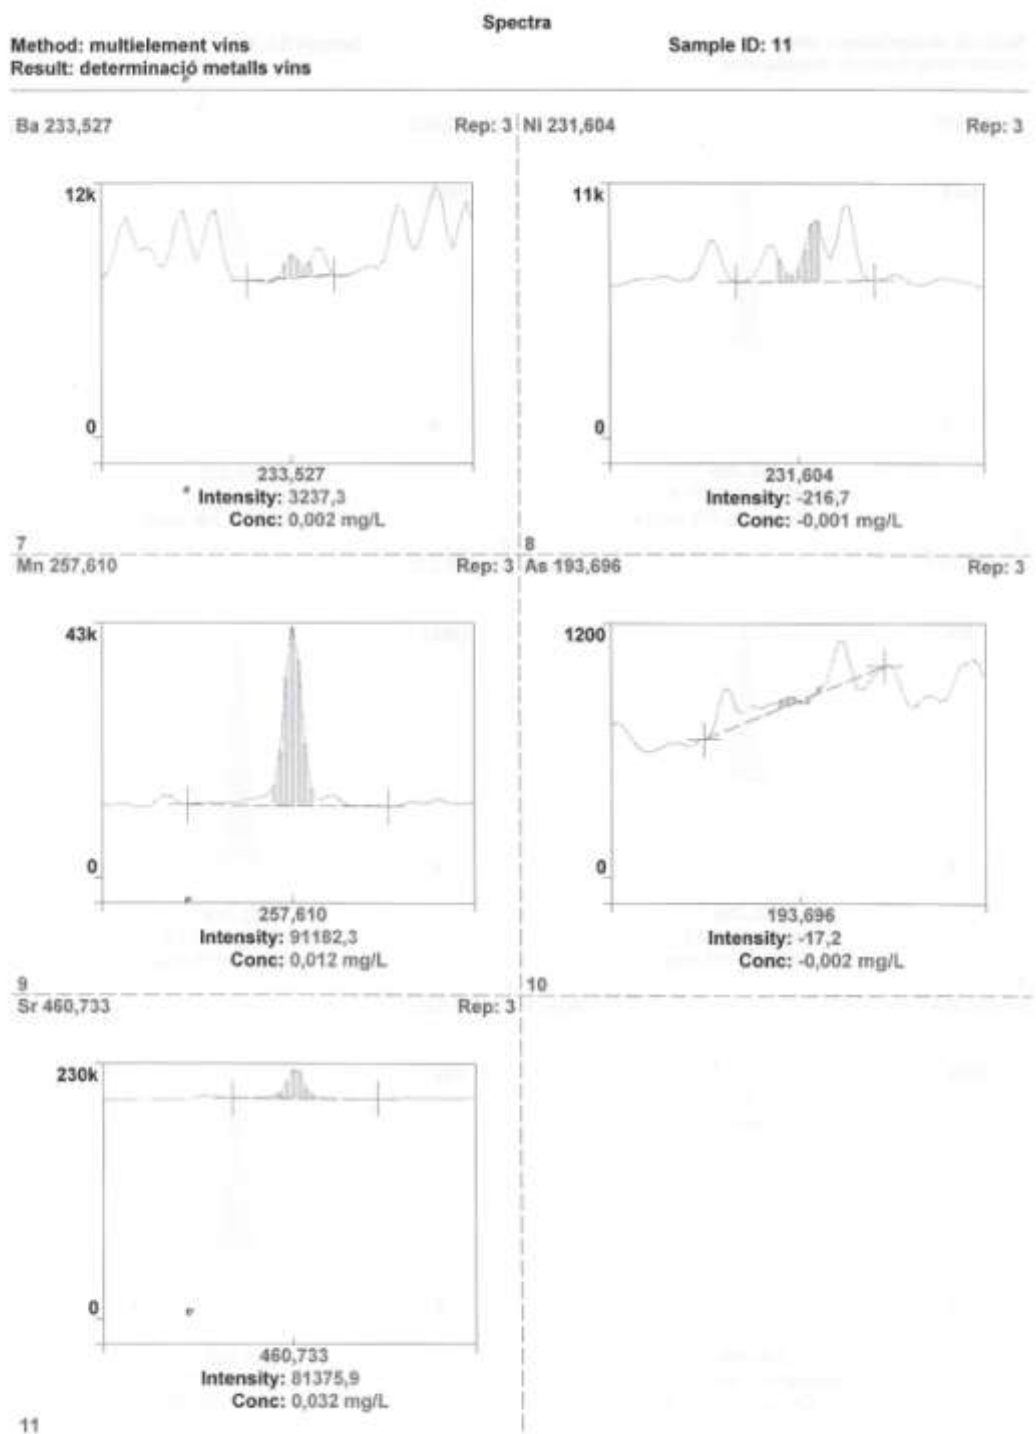 Spectra
Method: multielement vins
Sample ID: 11
Result: determinació metalls vins
Ba 233,527
Rep: 3
12k
0
233,527
Intensity: 3237,3
Conc: 0,002 mg/L
7
Ni 231,604
Rep: 3
11k
0
231,604
Intensity: -216,7
Conc: -0,001 mg/L
8
Mn 257,610
Rep: 3
43k
0
257,610
Intensity: 91182,3
Conc: 0,012 mg/L
9
As 193,696
Rep: 3
1200
0
193,696
Intensity: -17,2
Conc: -0,002 mg/L
10
Sr 460,733
Rep: 3
230k
0
460,733
Intensity: 81375,9
Conc: 0,032 mg/L
11